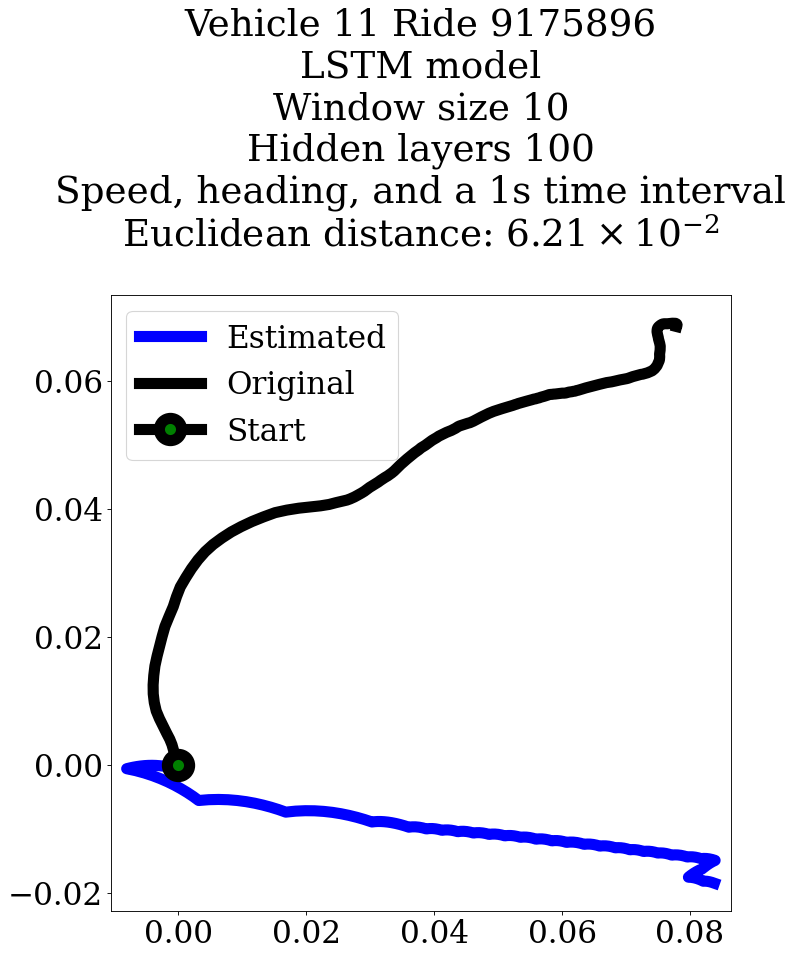 Vehicle 11 Ride 9175896
LSTM model
Window size 10
Hidden layers 100
Speed, heading, and a 1s time interval
Euclidean distance: 6.21 × 10⁻²
Estimated
Original
Start
0.06
0.04
0.02
0.00
−0.02
0.00 0.02 0.04 0.06 0.08